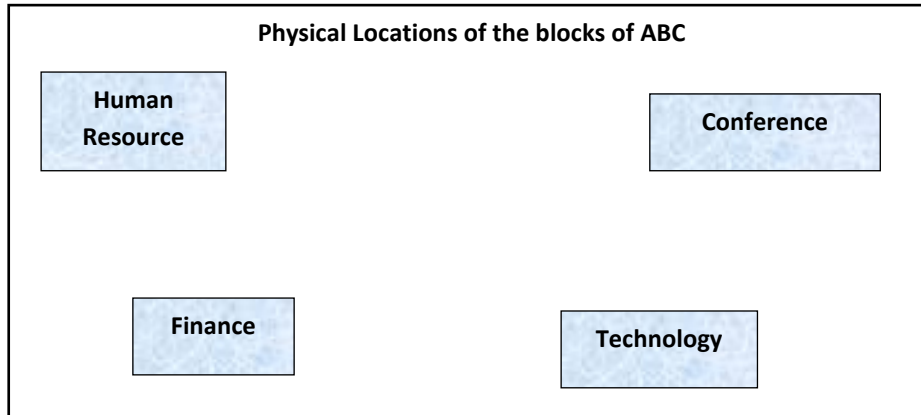 Physical Locations of the blocks of ABC
Human
Resource
Conference
Finance
Technology